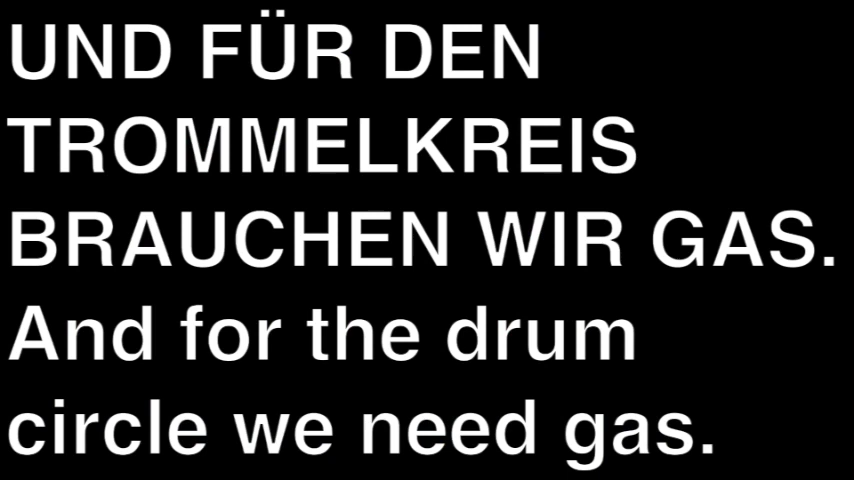 UND FÜR DEN
TROMMELKREIS
BRAUCHEN WIR GAS.
And for the drum
circle we need gas.